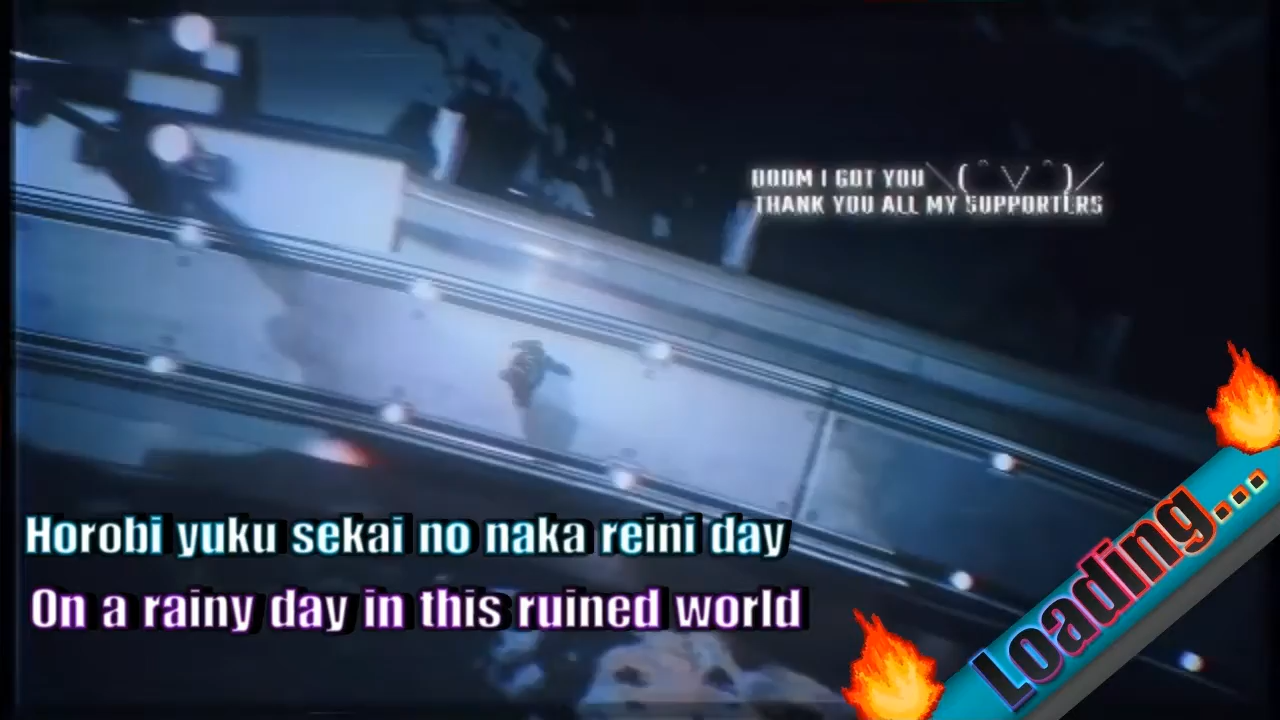 DOOM I GOT YOU＼(＾▽＾)／
THANK YOU ALL MY SUPPORTERS
Horobi yuku sekai no naka reini day
On a rainy day in this ruined world
Loading....